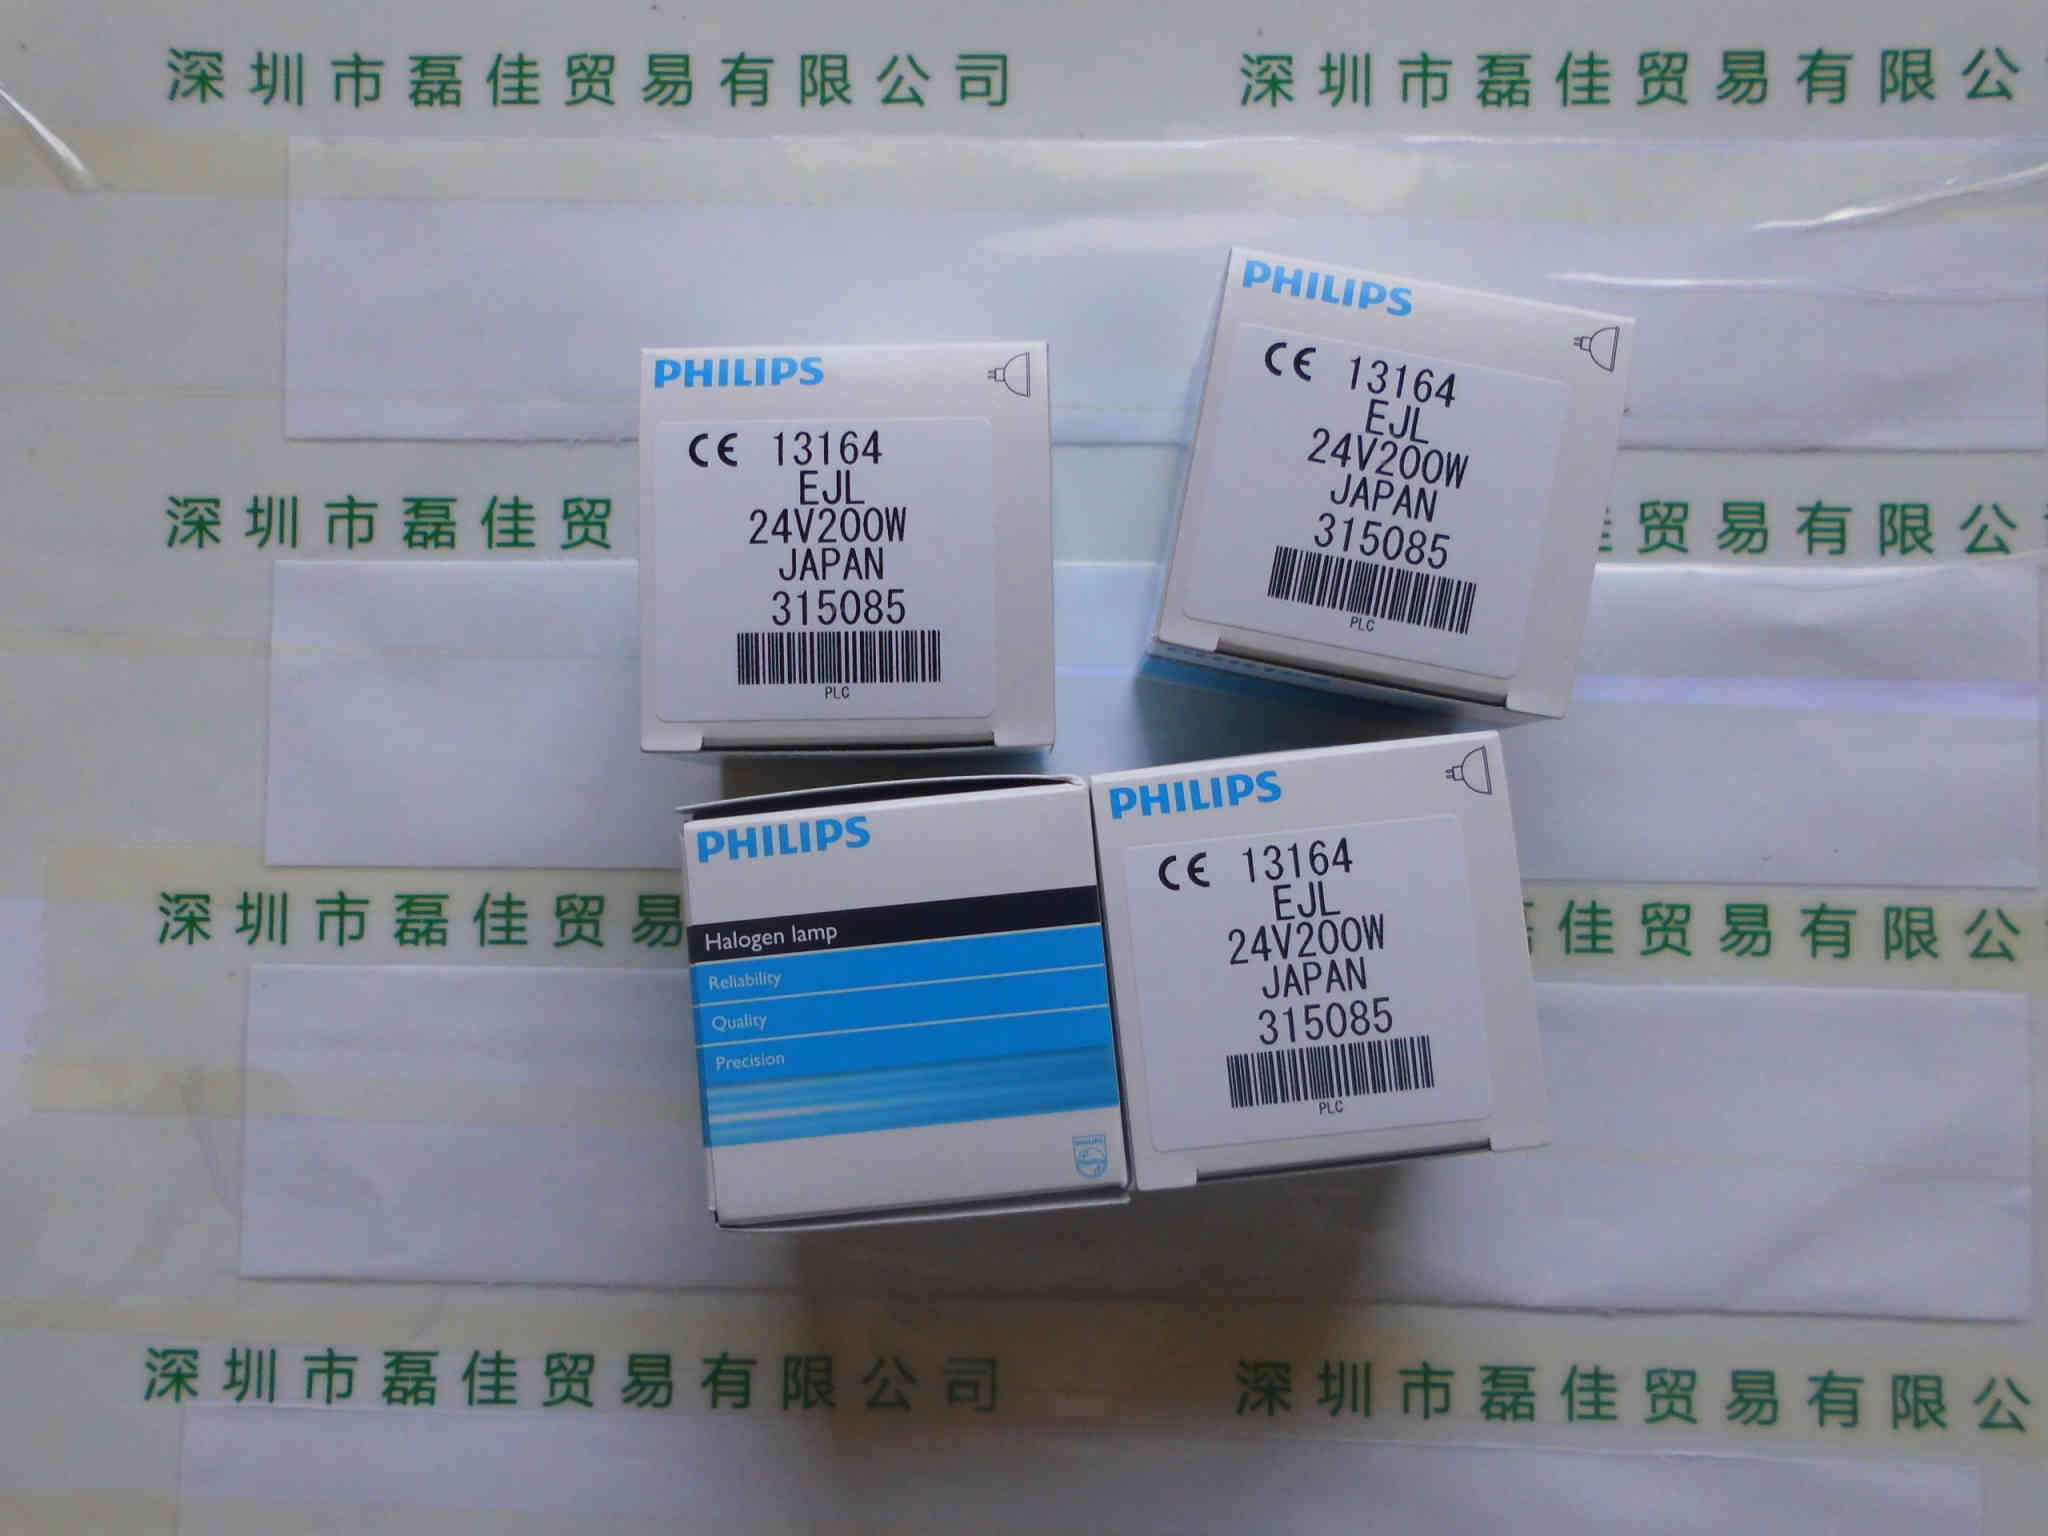 深圳市磊佳贸易有限公司
深圳市磊佳贸易有限公
PHILIPS
CE 13164
EJL
24V200W
JAPAN
315085
PLC
PHILIPS
CE 13164
EJL
24V200W
JAPAN
315085
PLC
深圳市磊佳贸
佳贸易有限公
PHILIPS
Halogen lamp
Reliability
Quality
Precision
PHILIPS
PHILIPS
CE 13164
EJL
24V200W
JAPAN
315085
PLC
深圳市磊佳贸易
磊佳贸易有限公
深圳市磊佳贸易有限公司
深圳市磊佳贸易有限公